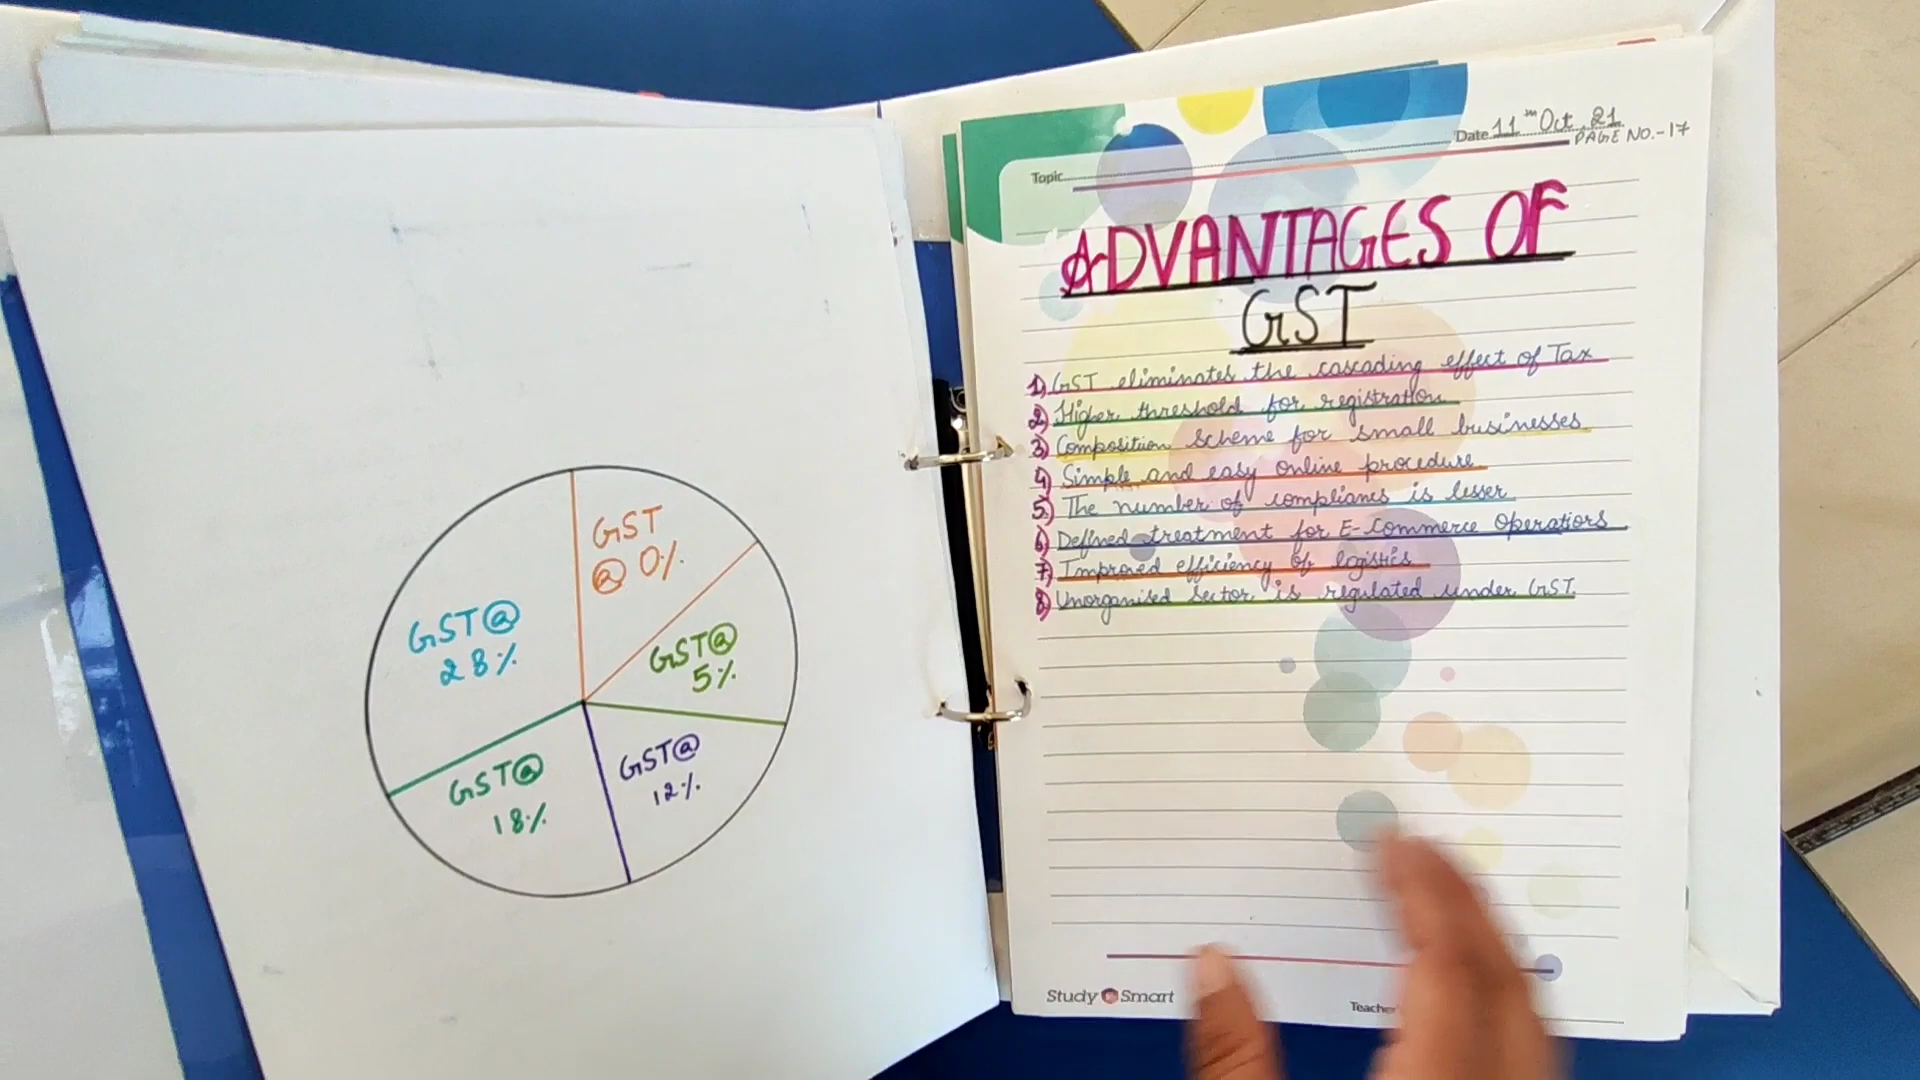 GST
@ 0%
GST@
5%
GST@
12%
GST@
18%
GST@
28%
Date 11th Oct, 21
PAGE NO.-17
Topic
ADVANTAGES OF
GST
1) GST eliminates the cascading effect of Tax
2) Higher threshold for registration
3) Composition scheme for small businesses
4) Simple and easy online procedure
5) The number of compliances is lesser
6) Defined treatment for E-Commerce Operators
7) Improved efficiency of logistics
8) Unorganised sector is regulated under GST.
Study Smart
Teacher